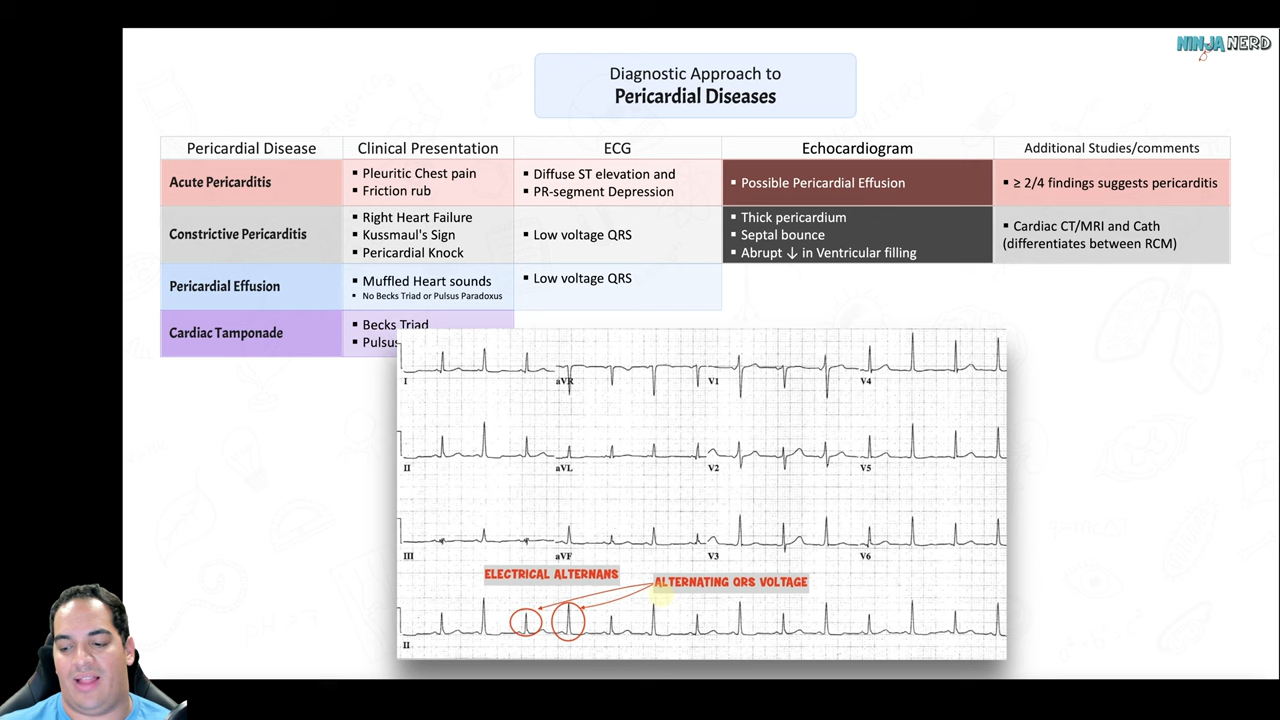 NINJA NERD
Diagnostic Approach to
Pericardial Diseases
Pericardial Disease
Clinical Presentation
ECG
Echocardiogram
Additional Studies/comments
Acute Pericarditis
▪ Pleuritic Chest pain
▪ Friction rub
▪ Diffuse ST elevation and
▪ PR-segment Depression
▪ Possible Pericardial Effusion
▪ ≥ 2/4 findings suggests pericarditis
Constrictive Pericarditis
▪ Right Heart Failure
▪ Kussmaul's Sign
▪ Pericardial Knock
▪ Low voltage QRS
▪ Thick pericardium
▪ Septal bounce
▪ Abrupt ↓ in Ventricular filling
▪ Cardiac CT/MRI and Cath
(differentiates between RCM)
Pericardial Effusion
▪ Muffled Heart sounds
▪ No Becks Triad or Pulsus Paradoxus
▪ Low voltage QRS
Cardiac Tamponade
▪ Becks Triad
▪ Pulsus
I aVR V1 V4
II aVL V2 V5
III aVF V3 V6
ELECTRICAL ALTERNANS
ALTERNATING QRS VOLTAGE
II